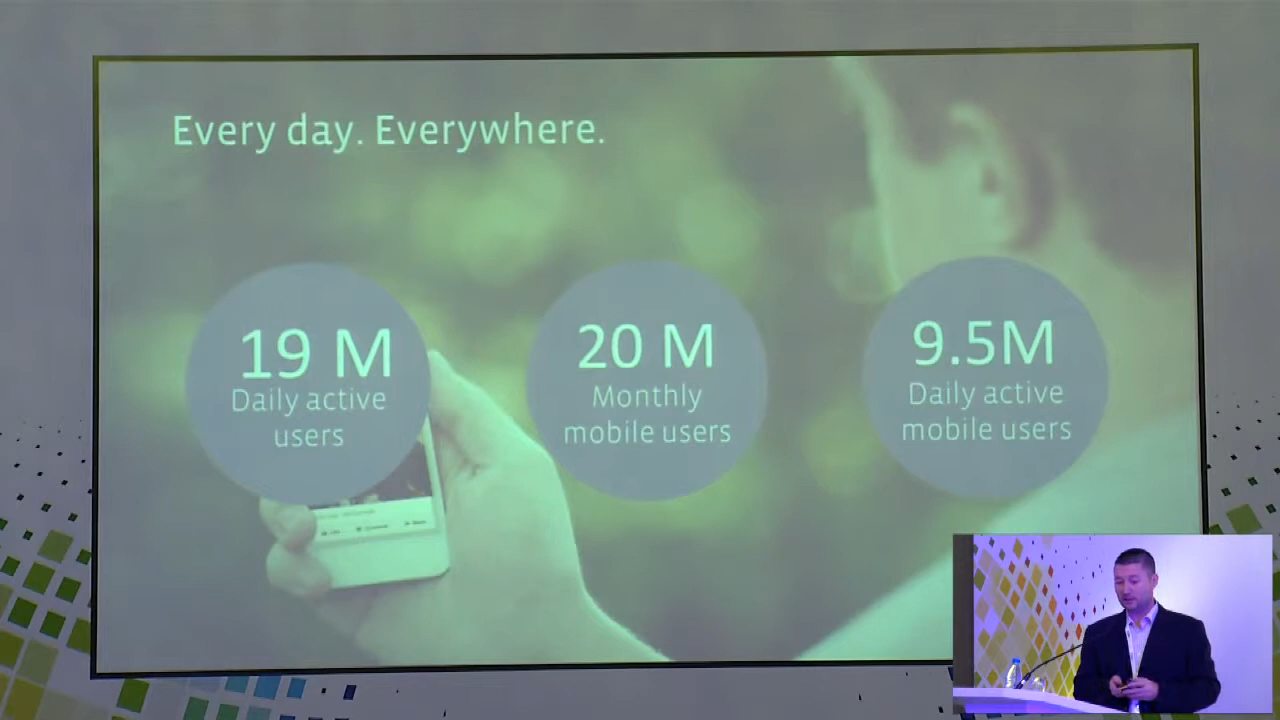 Every day. Everywhere.
19 M
Daily active
users
20 M
Monthly
mobile users
9.5M
Daily active
mobile users